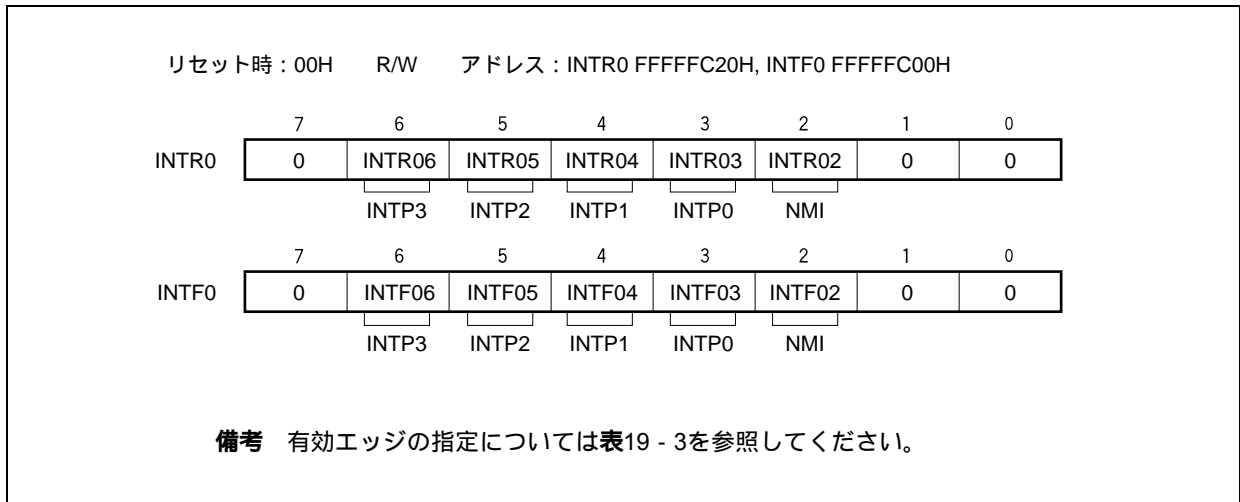 リセット時：00H R/W アドレス：INTR0 FFFFFC20H, INTF0 FFFFFC00H
7 6 5 4 3 2 1 0
INTR0 0 INTR06 INTR05 INTR04 INTR03 INTR02 0 0
INTP3 INTP2 INTP1 INTP0 NMI
7 6 5 4 3 2 1 0
INTF0 0 INTF06 INTF05 INTF04 INTF03 INTF02 0 0
INTP3 INTP2 INTP1 INTP0 NMI
備考 有効エッジの指定については表19 - 3を参照してください。